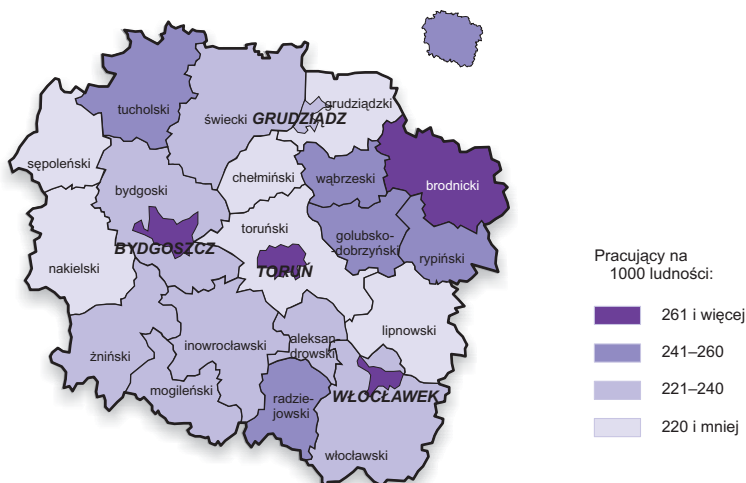 tucholski
świecki
GRUDZIĄDZ
grudziądzki
sępoleński
chełmiński
wąbrzeski
bydgoski
brodnicki
toruński
golubsko-
dobrzyński
BYDGOSZCZ
TORUŃ
rypiński
nakielski
lipnowski
żniński
inowrocławski
aleksan
drowski
mogileński
radzie-
jowski
WŁOCŁAWEK
włocławski
Pracujący na
1000 ludności:
261 i więcej
241–260
221–240
220 i mniej